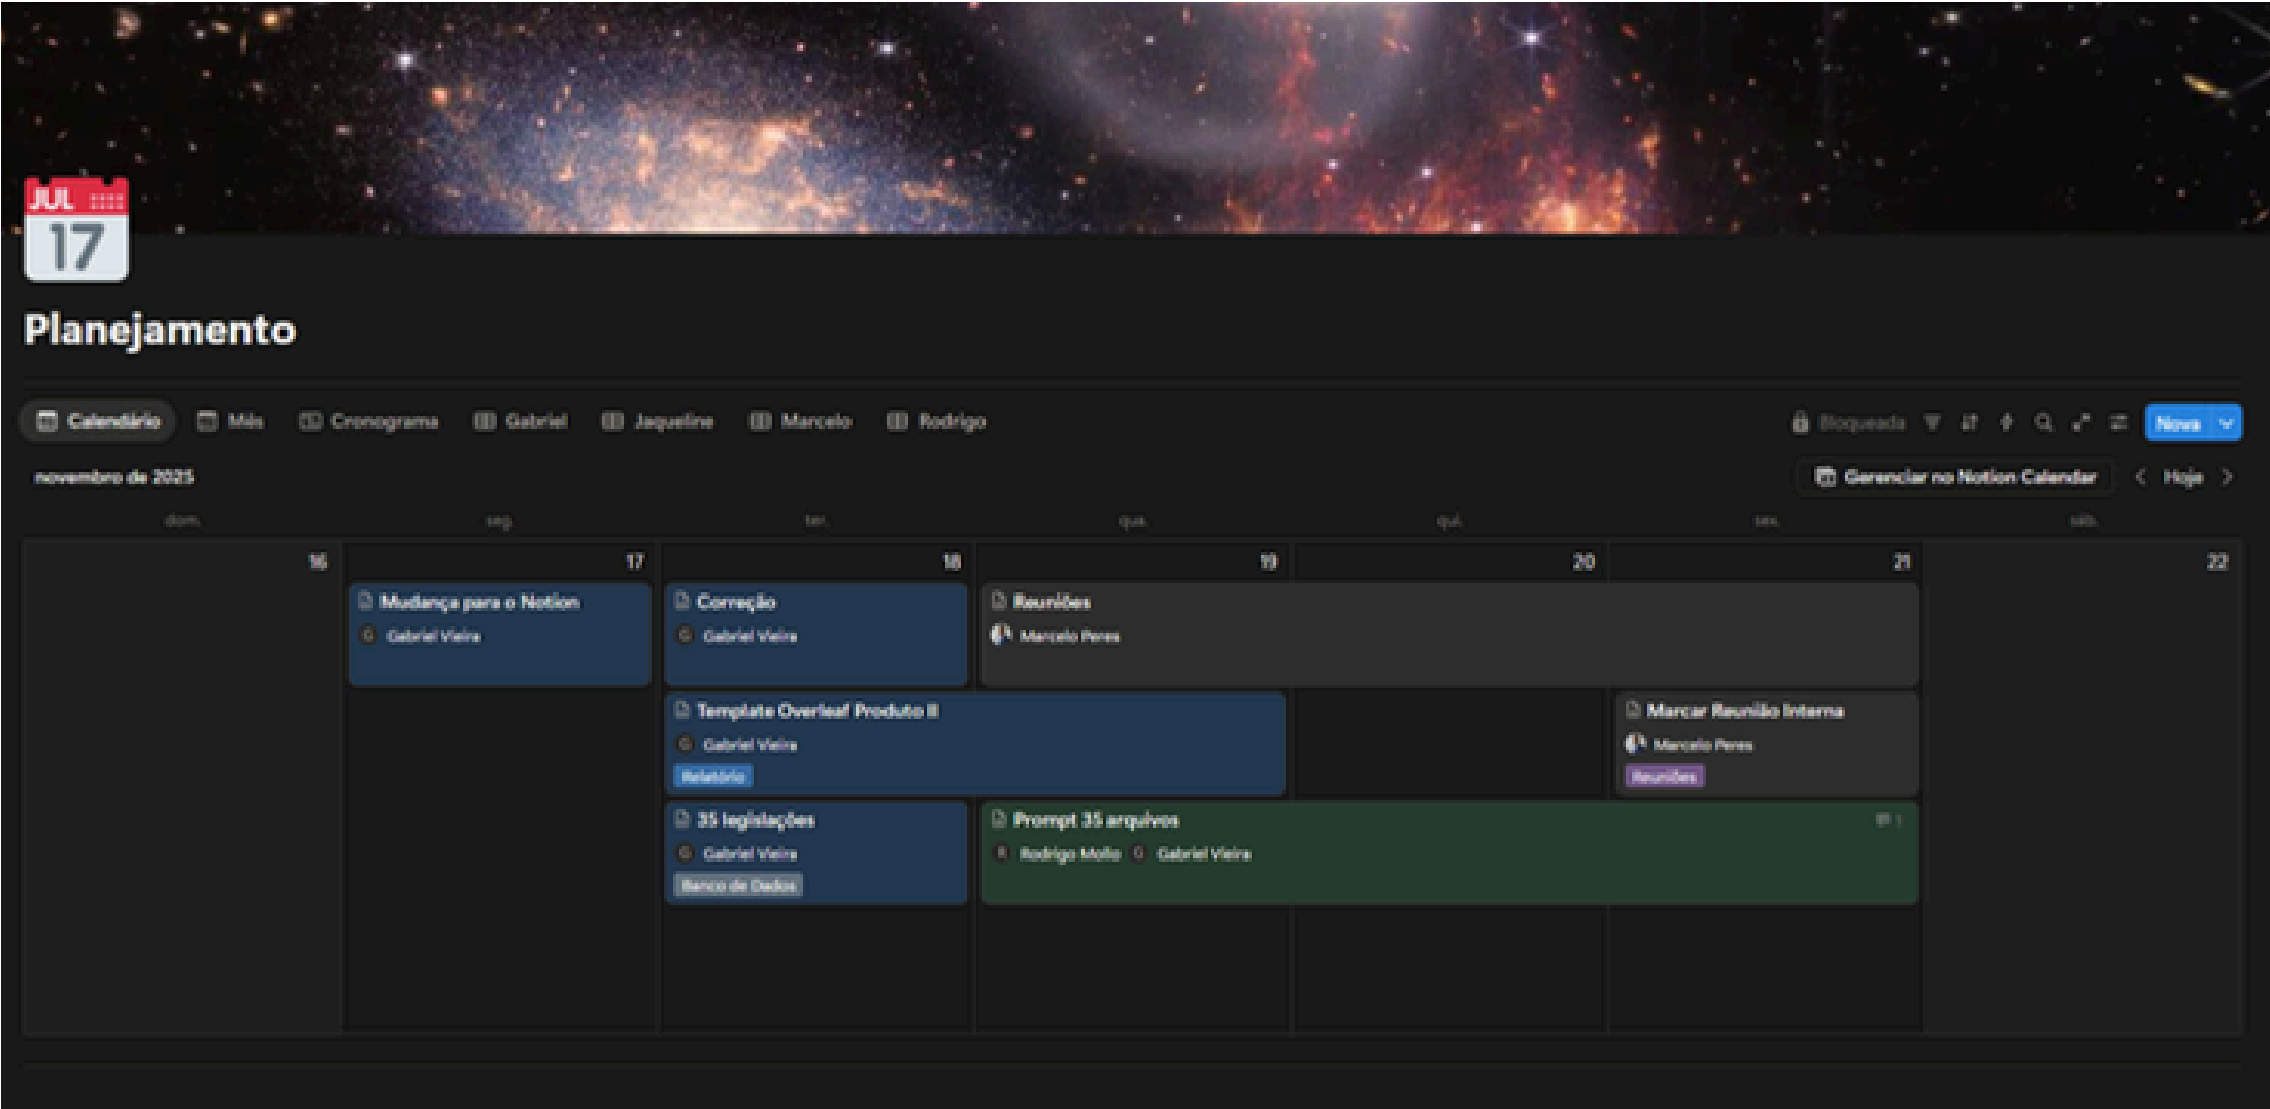 JUL
17
Planejamento
Calendário Mês Cronograma Gabriel Jaqueline Marcelo Rodrigo Bloqueada Nova
novembro de 2025 Gerenciar no Notion Calendar Hoje
dom. seg. ter. qua. qui. sex. sáb.
16 17 18 19 20 21 22
Mudança para o Notion Correção Reuniões
Gabriel Vieira Gabriel Vieira Marcelo Peres
Template Overleaf Produto II Marcar Reunião Interna
Gabriel Vieira Marcelo Peres
Relatório Reuniões
35 legislações Prompt 35 arquivos 1
Gabriel Vieira Rodrigo Gabriel Vieira
Banco de Dados